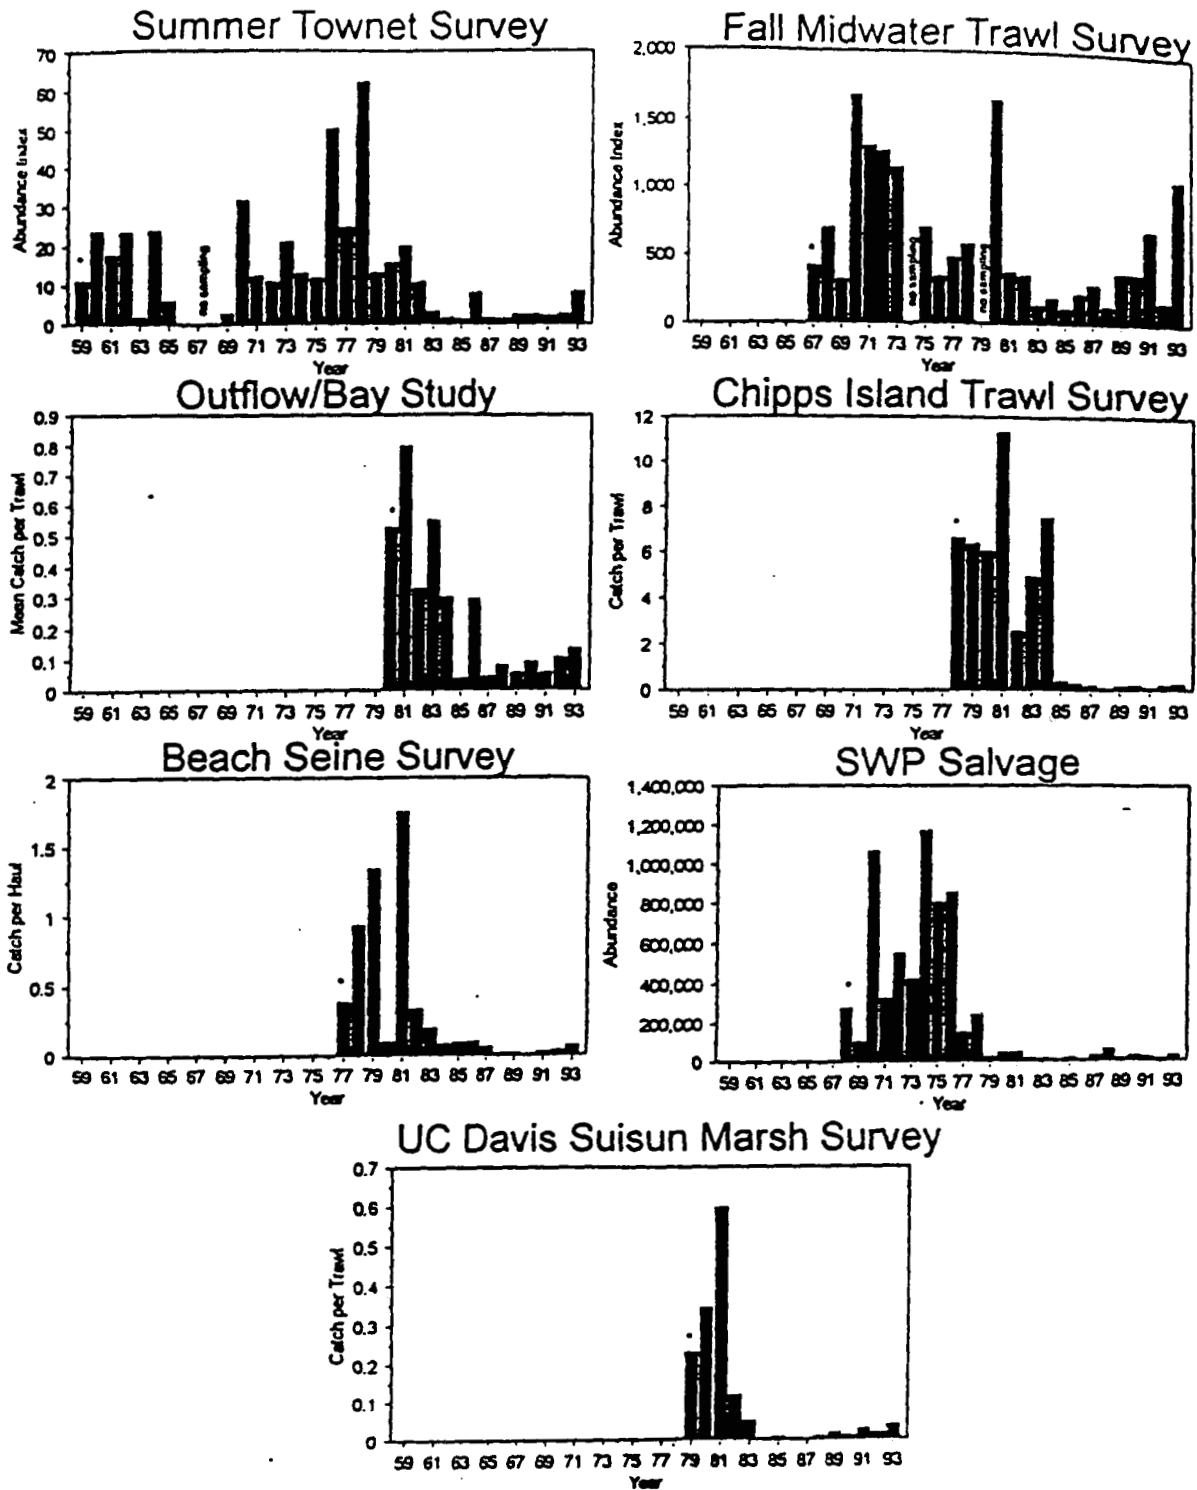 Summer Townet Survey
70
60
50
40
30
20
10
0
Abundance Index
no sampling
59 61 63 65 67 69 71 73 75 77 79 81 83 85 87 89 91 93
Year
Fall Midwater Trawl Survey
2,000
1,500
1,000
500
0
Abundance Index
no sampling
no sampling
59 61 63 65 67 69 71 73 75 77 79 81 83 85 87 89 91 93
Year
Outflow/Bay Study
0.9
0.8
0.7
0.6
0.5
0.4
0.3
0.2
0.1
0
Mean Catch per Trawl
59 61 63 65 67 69 71 73 75 77 79 81 83 85 87 89 91 93
Year
Chipps Island Trawl Survey
12
10
8
6
4
2
0
Catch per Trawl
59 61 63 65 67 69 71 73 75 77 79 81 83 85 87 89 91 93
Year
Beach Seine Survey
2
1.5
1
0.5
0
Catch per Haul
59 61 63 65 67 69 71 73 75 77 79 81 83 85 87 89 91 93
Year
SWP Salvage
1,400,000
1,200,000
1,000,000
800,000
600,000
400,000
200,000
0
Abundance
59 61 63 65 67 69 71 73 75 77 79 81 83 85 87 89 91 93
Year
UC Davis Suisun Marsh Survey
0.7
0.6
0.5
0.4
0.3
0.2
0.1
0
Catch per Trawl
59 61 63 65 67 69 71 73 75 77 79 81 83 85 87 89 91 93
Year